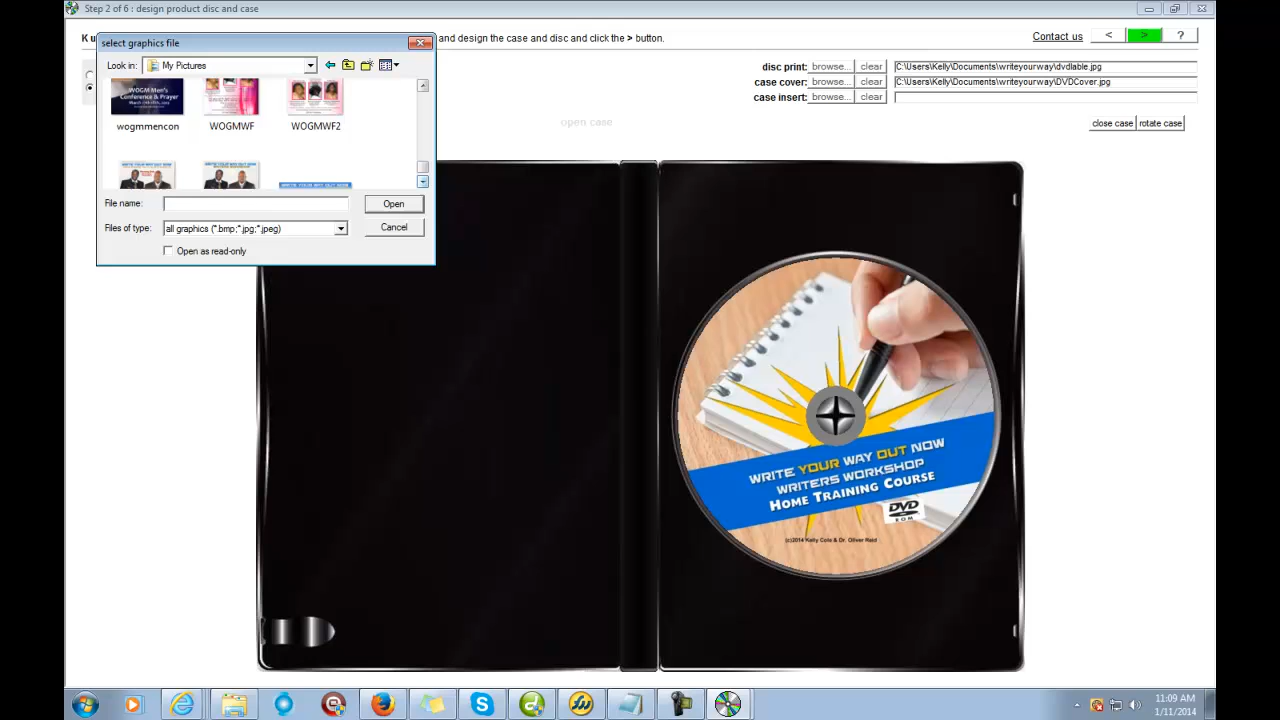 Step 2 of 6 : design product disc and case
K u
and design the case and disc and click the > button.
Contact us
<
>
?
select graphics file
Look in:
My Pictures
wogmmencon
WOGMWF
WOGMWF2
WOGM Men's
Conference & Prayer
File name:
Open
Files of type:
all graphics (*.bmp;*.jpg;*.jpeg)
Cancel
Open as read-only
disc print:
browse...
clear
C:\Users\Kelly\Documents\writeyourway\dvdlable.jpg
case cover:
browse...
clear
C:\Users\Kelly\Documents\writeyourway\DVDCover.jpg
case insert:
browse...
clear
open case
close case
rotate case
WRITE YOUR WAY OUT NOW
WRITERS WORKSHOP
HOME TRAINING COURSE
DVD
ROM
(c)2014 Kelly Cole & Dr. Oliver Raid
11:09 AM
1/11/2014